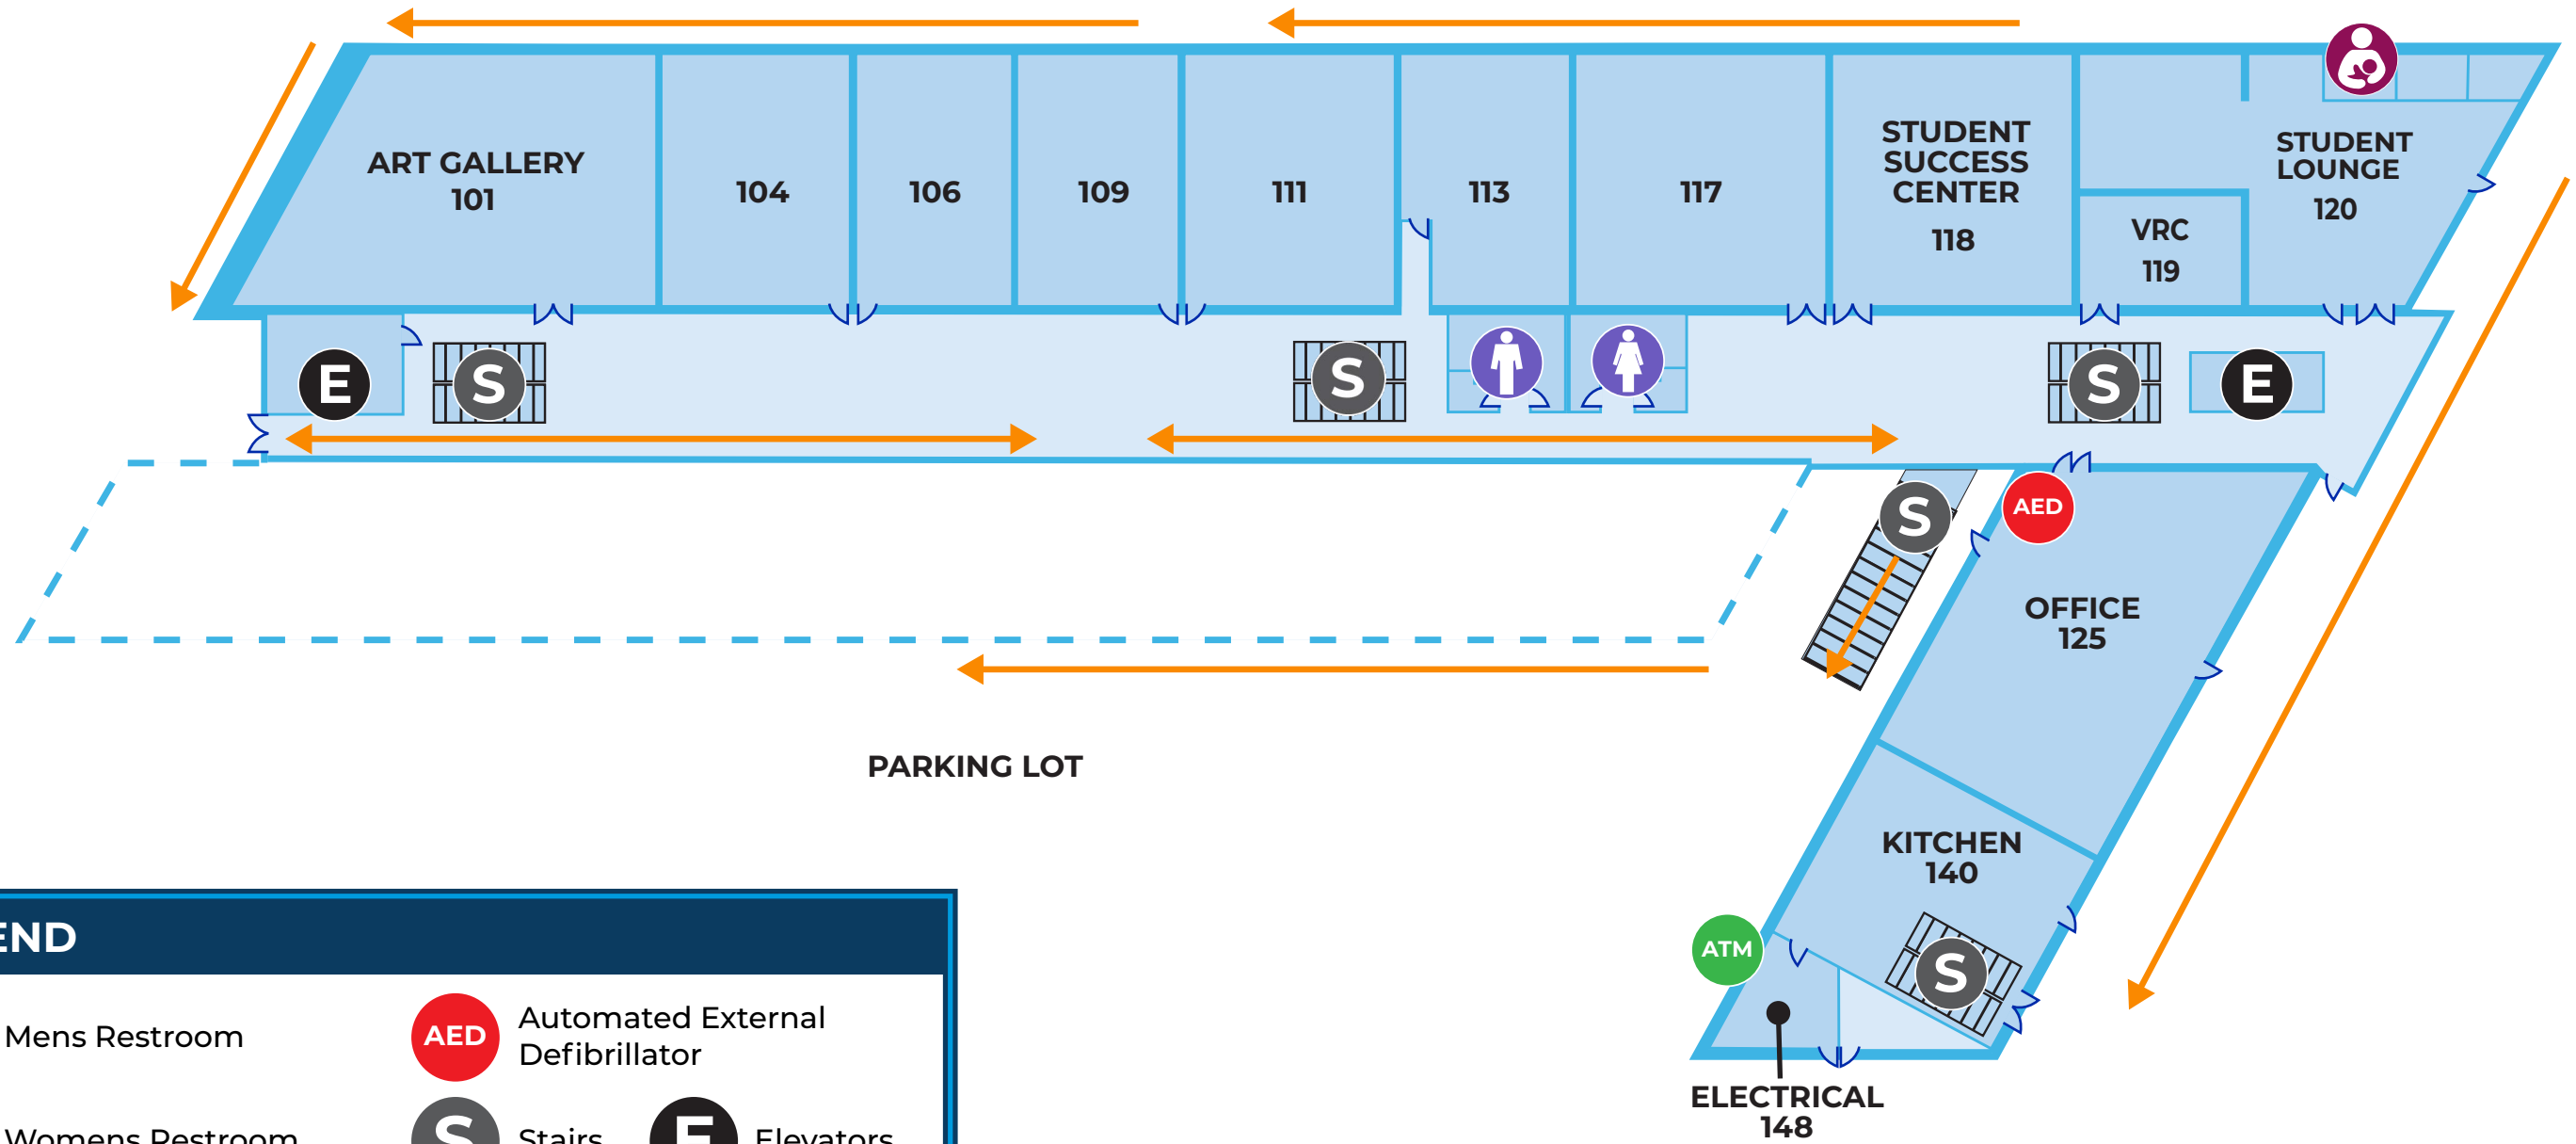 ART GALLERY
101
104
106
109
111
113
117
STUDENT
SUCCESS
CENTER
118
VRC
119
STUDENT
LOUNGE
120
E
S
S
S
E
S
AED
OFFICE
125
PARKING LOT
KITCHEN
140
ATM
S
ELECTRICAL
148
END
Mens Restroom
AED
Automated External
Defibrillator
Womens Restroom
S
Stairs
E
Elevators